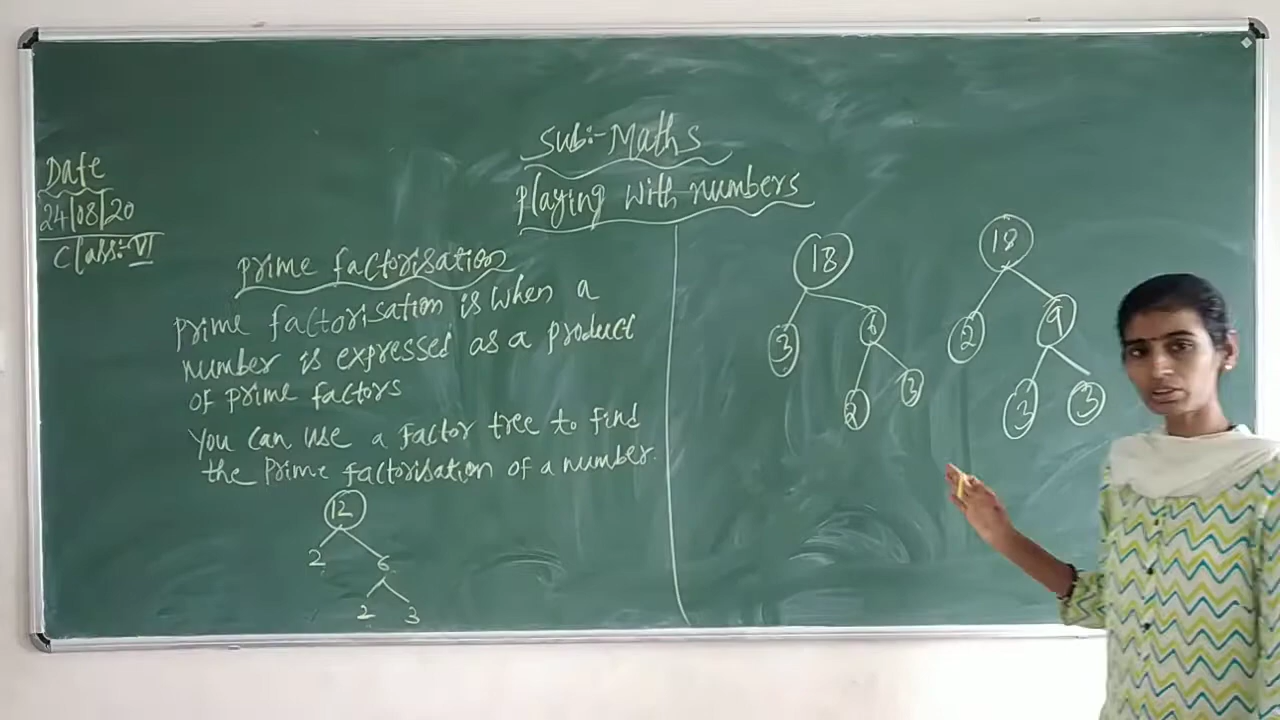 Sub:- Maths
Playing with numbers
Date
24/08/20
Class:- VI
Prime factorisation
Prime factorisation is when a
number is expressed as a product
of prime factors
You can use a factor tree to find
the Prime factorisation of a number.
12
2 6
2 3
18
3 6
2 3
18
2 9
3 3